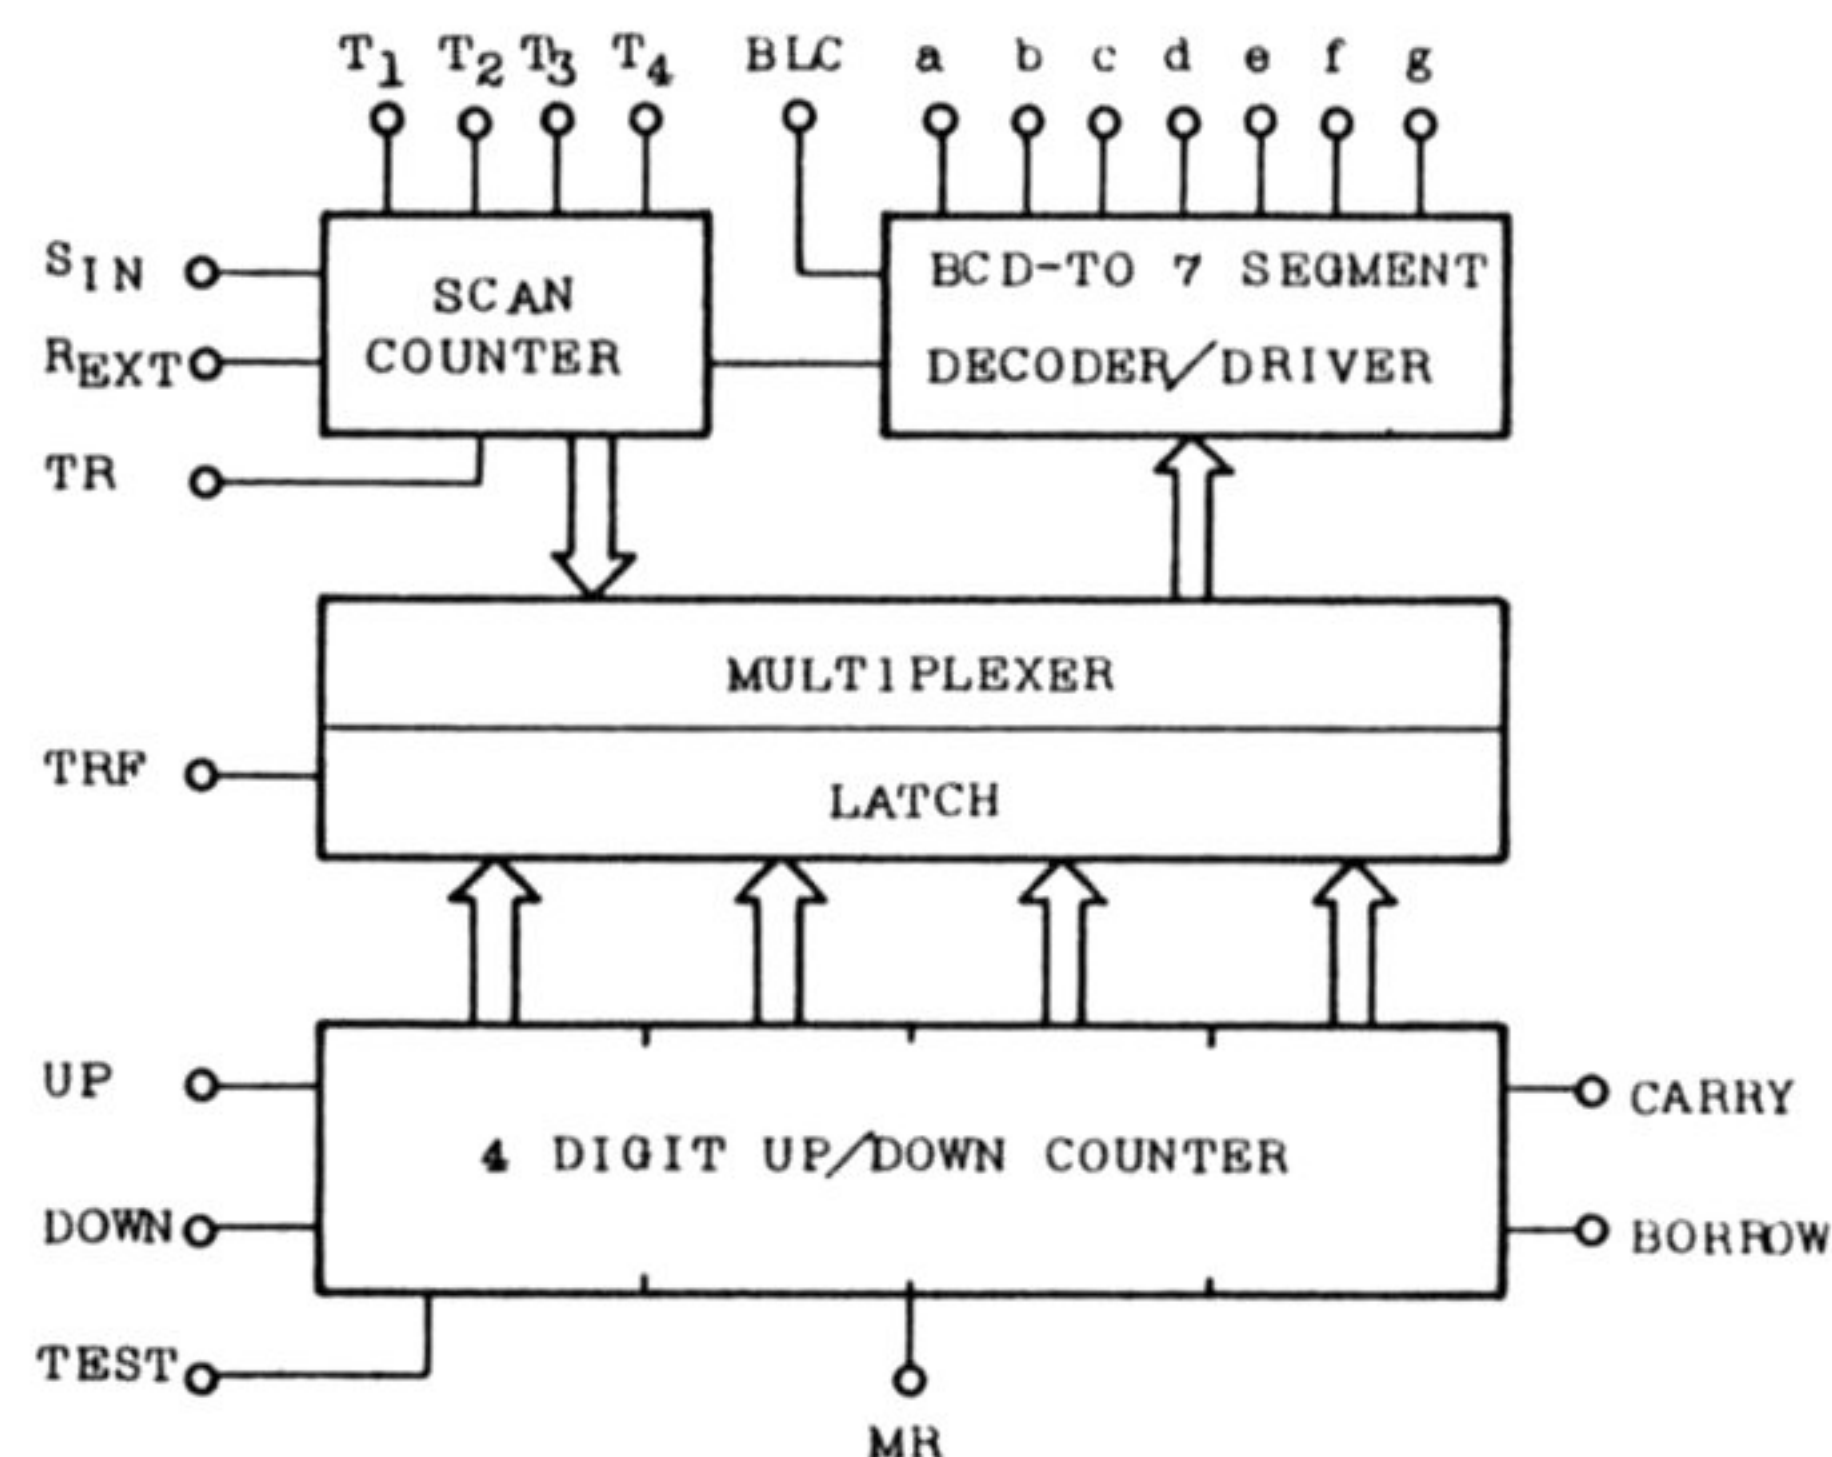 T1 T2 T3 T4 BLC a b c d e f g
SIN
REXT
TR
SCAN
COUNTER
BCD-TO 7 SEGMENT
DECODER/DRIVER
MULT1PLEXER
TRF
LATCH
UP
DOWN
TEST
4 DIGIT UP/DOWN COUNTER
CARRY
BORROW
MR